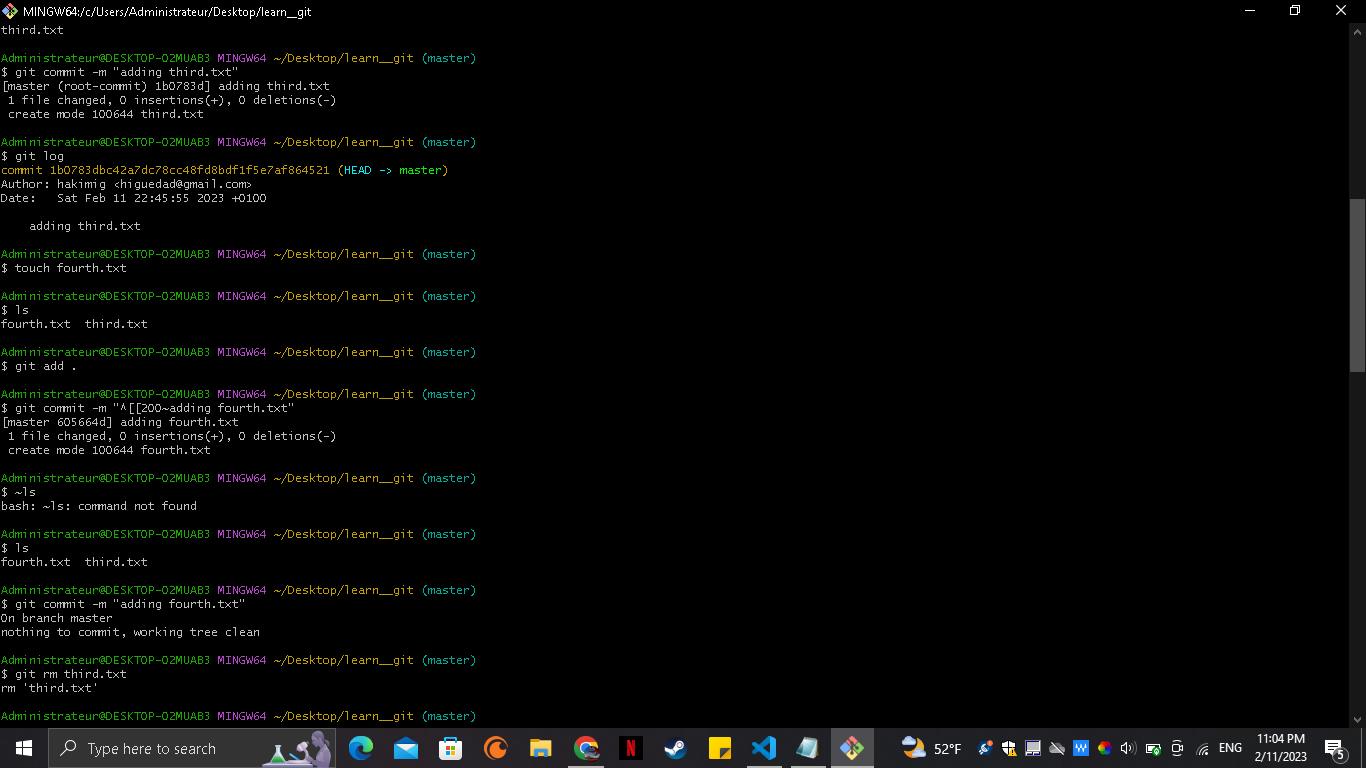 MINGW64:/c/Users/Administrateur/Desktop/learn__git
third.txt
Administrateur@DESKTOP-O2MUAB3 MINGW64 ~/Desktop/learn__git (master)
$ git commit -m "adding third.txt"
[master (root-commit) 1b0783d] adding third.txt
1 file changed, 0 insertions(+), 0 deletions(-)
create mode 100644 third.txt
Administrateur@DESKTOP-O2MUAB3 MINGW64 ~/Desktop/learn__git (master)
$ git log
commit 1b0783dbc42a7dc78cc48fd8bdf1f5e7af864521 (HEAD -> master)
Author: hakimig <higuedad@gmail.com>
Date:   Sat Feb 11 22:45:55 2023 +0100
adding third.txt
Administrateur@DESKTOP-O2MUAB3 MINGW64 ~/Desktop/learn__git (master)
$ touch fourth.txt
Administrateur@DESKTOP-O2MUAB3 MINGW64 ~/Desktop/learn__git (master)
$ ls
fourth.txt  third.txt
Administrateur@DESKTOP-O2MUAB3 MINGW64 ~/Desktop/learn__git (master)
$ git add .
Administrateur@DESKTOP-O2MUAB3 MINGW64 ~/Desktop/learn__git (master)
$ git commit -m "^[[200~adding fourth.txt"
[master 605664d] adding fourth.txt
1 file changed, 0 insertions(+), 0 deletions(-)
create mode 100644 fourth.txt
Administrateur@DESKTOP-O2MUAB3 MINGW64 ~/Desktop/learn__git (master)
$ ~ls
bash: ~ls: command not found
Administrateur@DESKTOP-O2MUAB3 MINGW64 ~/Desktop/learn__git (master)
$ ls
fourth.txt  third.txt
Administrateur@DESKTOP-O2MUAB3 MINGW64 ~/Desktop/learn__git (master)
$ git commit -m "adding fourth.txt"
On branch master
nothing to commit, working tree clean
Administrateur@DESKTOP-O2MUAB3 MINGW64 ~/Desktop/learn__git (master)
$ git rm third.txt
rm 'third.txt'
Administrateur@DESKTOP-O2MUAB3 MINGW64 ~/Desktop/learn__git (master)
Type here to search
N
52°F
W
ENG
11:04 PM
2/11/2023
5